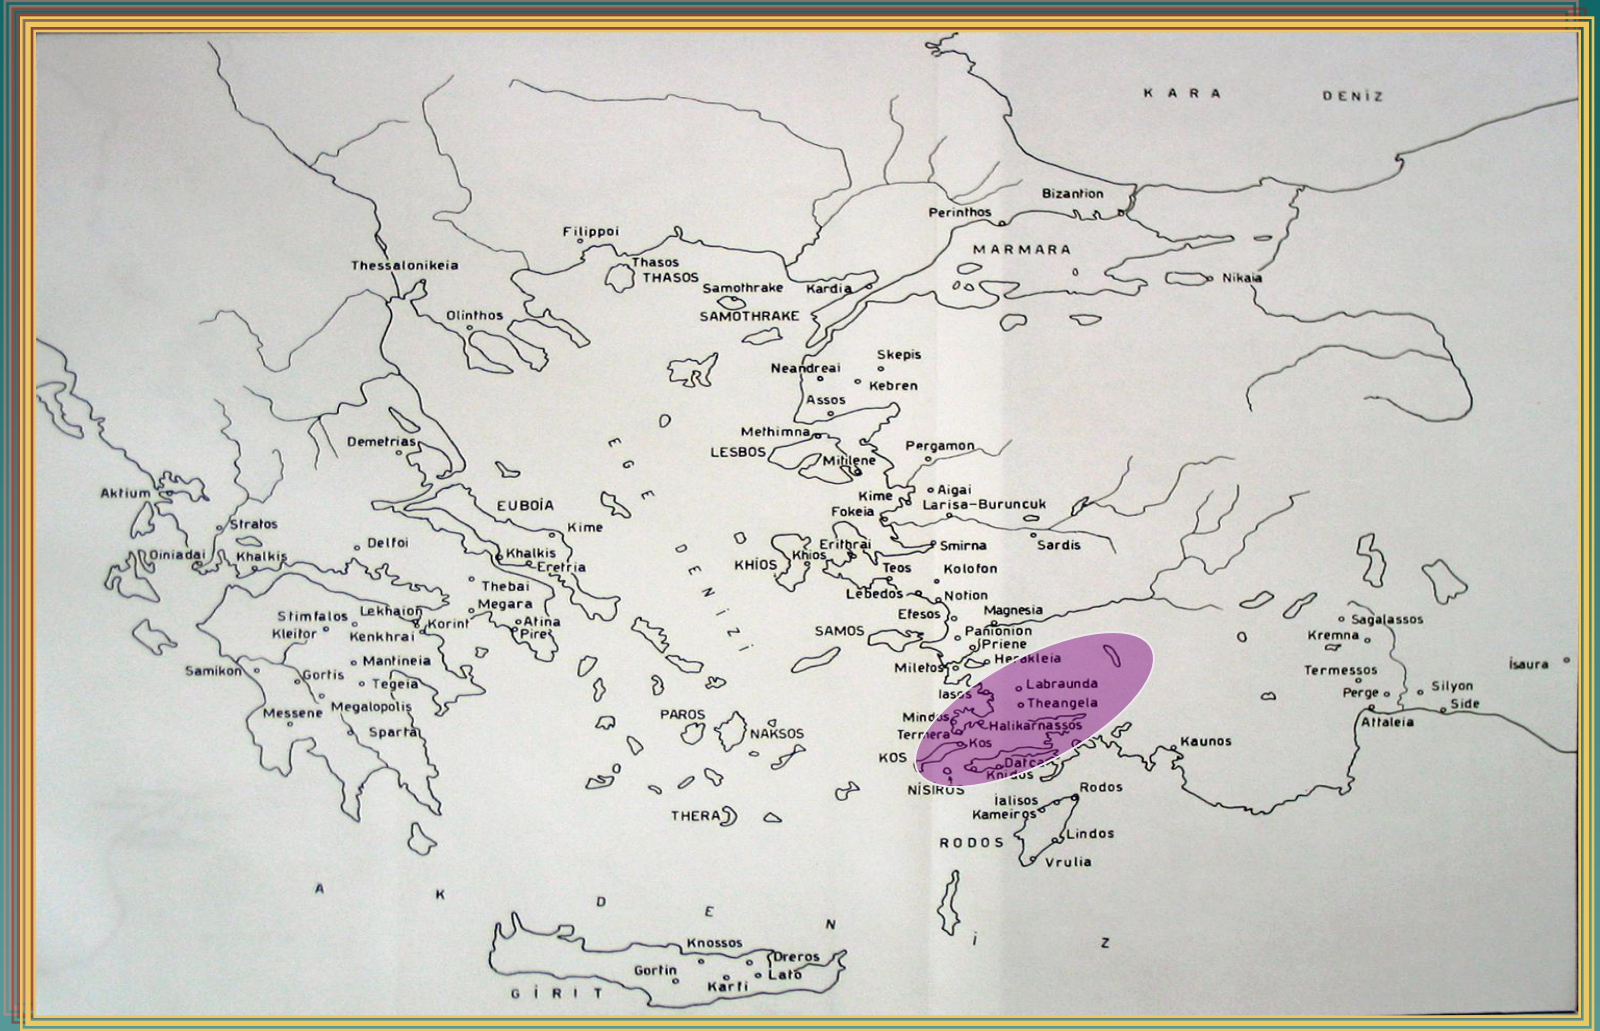 KARA DENİZ
Bizantion
Perinthos
MARMARA
Filippoi
Thessalonikeia
Thasos
THASOS
Nikaia
Samothrake
Kardia
SAMOTHRAKE
Olinthos
Skepis
Neandreai
Kebren
Assos
Methimna
Demetrias
LESBOS
Mitilene
Pergamon
EGE DENİZİ
Aktium
Kime
Aigai
EUBOİA
Larisa-Buruncuk
Fokeia
Stratos
Kime
Delfoi
Erithrai
Smirna
Sardis
Oiniadai
Khalkis
Khalkis
Khios
KHİOS
Eretria
Teos
Kolofon
Thebai
Lebedos
Notion
Megara
Lekhaion
Stimfalos
Efesos
Magnesia
Korint
Atina
Kleitor
Kenkhrai
Pire
SAMOS
Panionion
Priene
Sagalassos
Kremna
Mantineia
Miletos
Herakleia
İsaura
Samikon
Gortis
Tegeia
Labraunda
Termessos
Iasos
Perge
Silyon
Megalopolis
Theangela
Side
Messene
PAROS
Mindos
Halikarnassos
Attaleia
Sparta
NAKSOS
Termera
Kos
Kaunos
KOS
Datça
Knidos
NİSİROS
Rodos
İalisos
THERA
Kameiros
RODOS
Lindos
Vrulia
AKDENİZ
Knossos
Dreros
Gortin
Lato
Karfi
GİRİT